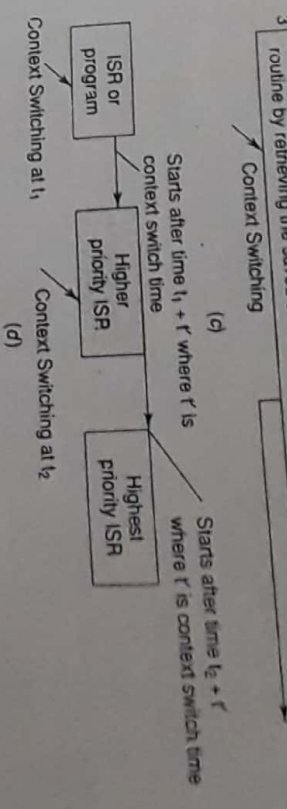 3
routine by retrieving the
Context Switching
(c)
Starts after time t₁ + t′ where t′ is
context switch time
Starts after time t₂ + t′
where t′ is context switch time
ISR or
program
Higher
priority ISR
Highest
priority ISR
Context Switching at t₁
Context Switching at t₂
(d)